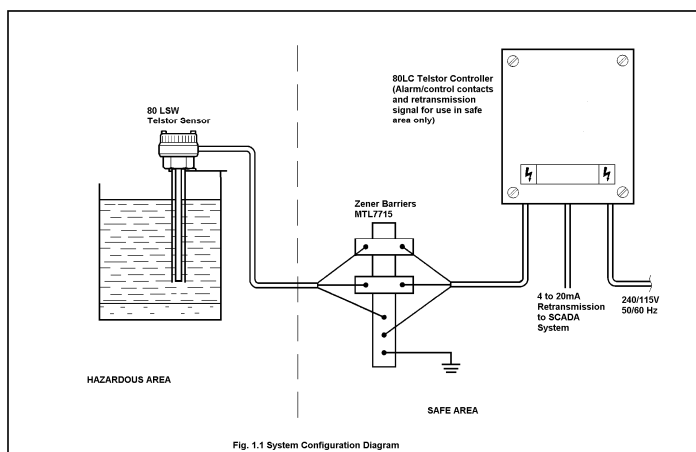 80LC Telstor Controller
(Alarm/control contacts
and retransmission
signal for use in safe
area only)
80 LSW
Telstor Sensor
Zener Barriers
MTL7715
4 to 20mA
Retransmission
to SCADA
System
240/115V
50/60 Hz
HAZARDOUS AREA
SAFE AREA
Fig. 1.1 System Configuration Diagram